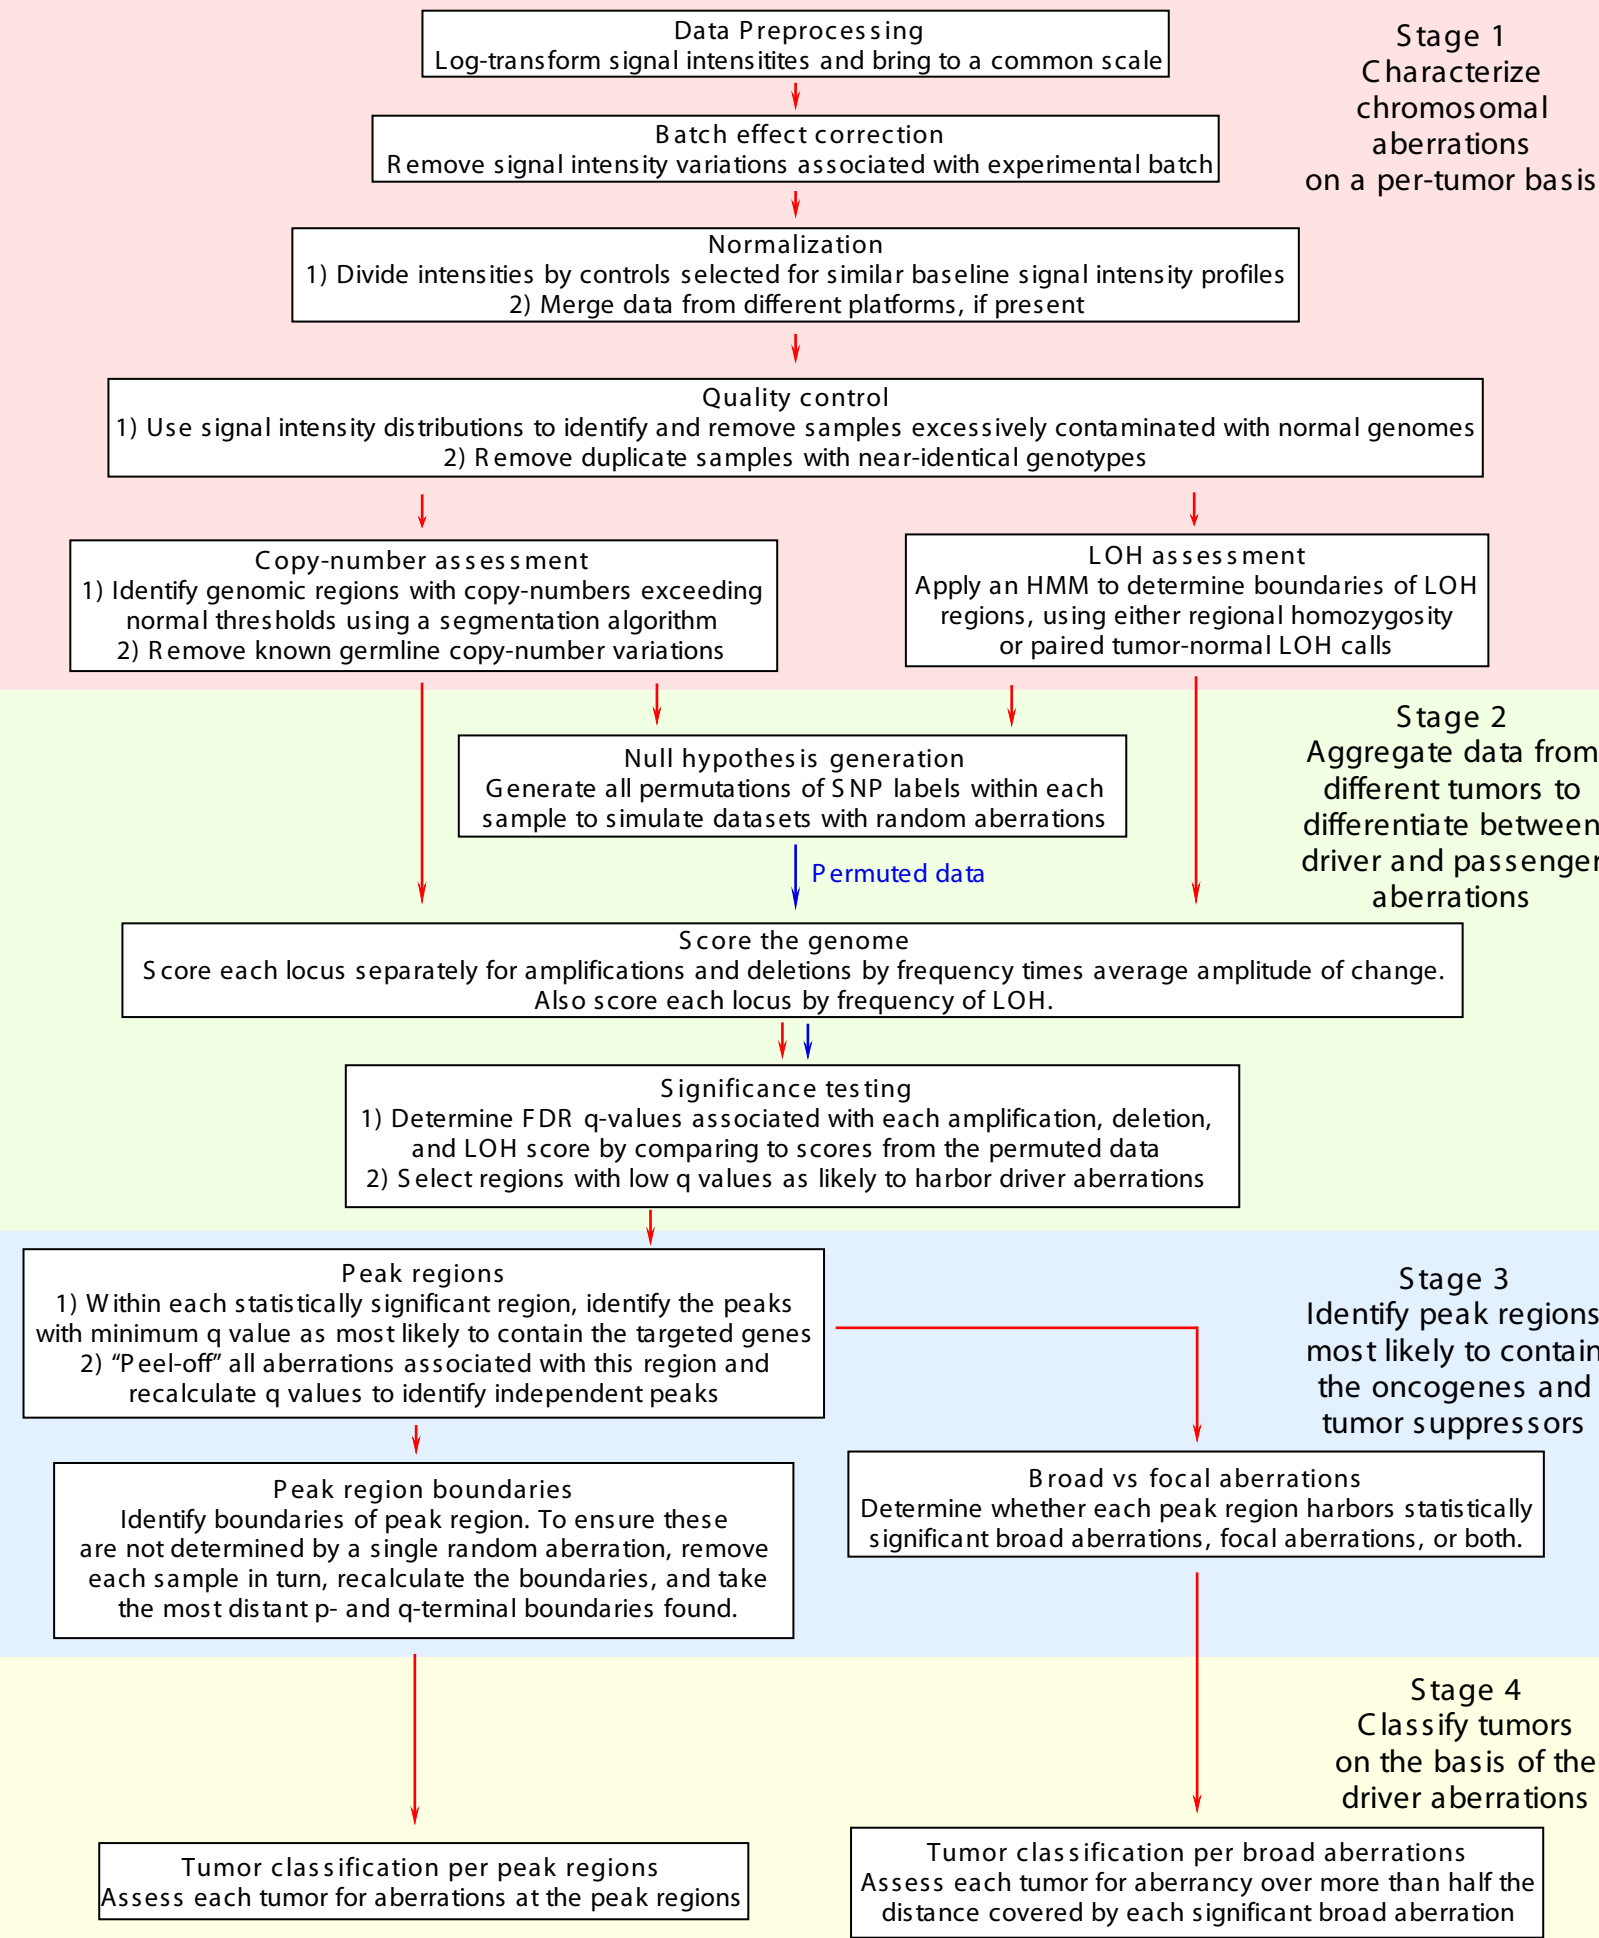 Data Preprocessing
Log-transform signal intensitites and bring to a common scale
Stage 1
Characterize
chromosomal
aberrations
on a per-tumor basis
Batch effect correction
Remove signal intensity variations associated with experimental batch
Normalization
1) Divide intensities by controls selected for similar baseline signal intensity profiles
2) Merge data from different platforms, if present
Quality control
1) Use signal intensity distributions to identify and remove samples excessively contaminated with normal genomes
2) Remove duplicate samples with near-identical genotypes
Copy-number assessment
1) Identify genomic regions with copy-numbers exceeding
normal thresholds using a segmentation algorithm
2) Remove known germline copy-number variations
LOH assessment
Apply an HMM to determine boundaries of LOH
regions, using either regional homozygosity
or paired tumor-normal LOH calls
Stage 2
Aggregate data from
different tumors to
differentiate between
driver and passenger
aberrations
Null hypothesis generation
Generate all permutations of SNP labels within each
sample to simulate datasets with random aberrations
Permuted data
Score the genome
Score each locus separately for amplifications and deletions by frequency times average amplitude of change.
Also score each locus by frequency of LOH.
Significance testing
1) Determine FDR q-values associated with each amplification, deletion,
and LOH score by comparing to scores from the permuted data
2) Select regions with low q values as likely to harbor driver aberrations
Stage 3
Identify peak regions
most likely to contain
the oncogenes and
tumor suppressors
Peak regions
1) Within each statistically significant region, identify the peaks
with minimum q value as most likely to contain the targeted genes
2) “Peel-off” all aberrations associated with this region and
recalculate q values to identify independent peaks
Peak region boundaries
Identify boundaries of peak region. To ensure these
are not determined by a single random aberration, remove
each sample in turn, recalculate the boundaries, and take
the most distant p- and q-terminal boundaries found.
Broad vs focal aberrations
Determine whether each peak region harbors statistically
significant broad aberrations, focal aberrations, or both.
Stage 4
Classify tumors
on the basis of the
driver aberrations
Tumor classification per peak regions
Assess each tumor for aberrations at the peak regions
Tumor classification per broad aberrations
Assess each tumor for aberrancy over more than half the
distance covered by each significant broad aberration